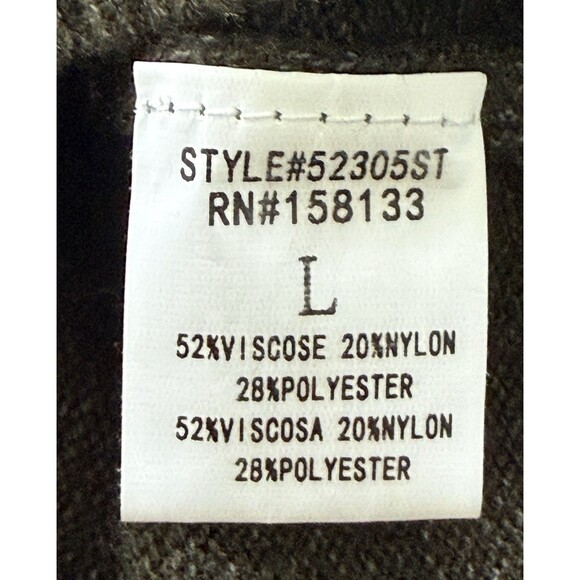 STYLE#52305ST
RN#158133
L
52%VISCOSE 20%NYLON
28%POLYESTER
52%VISCOSA 20%NYLON
28%POLYESTER